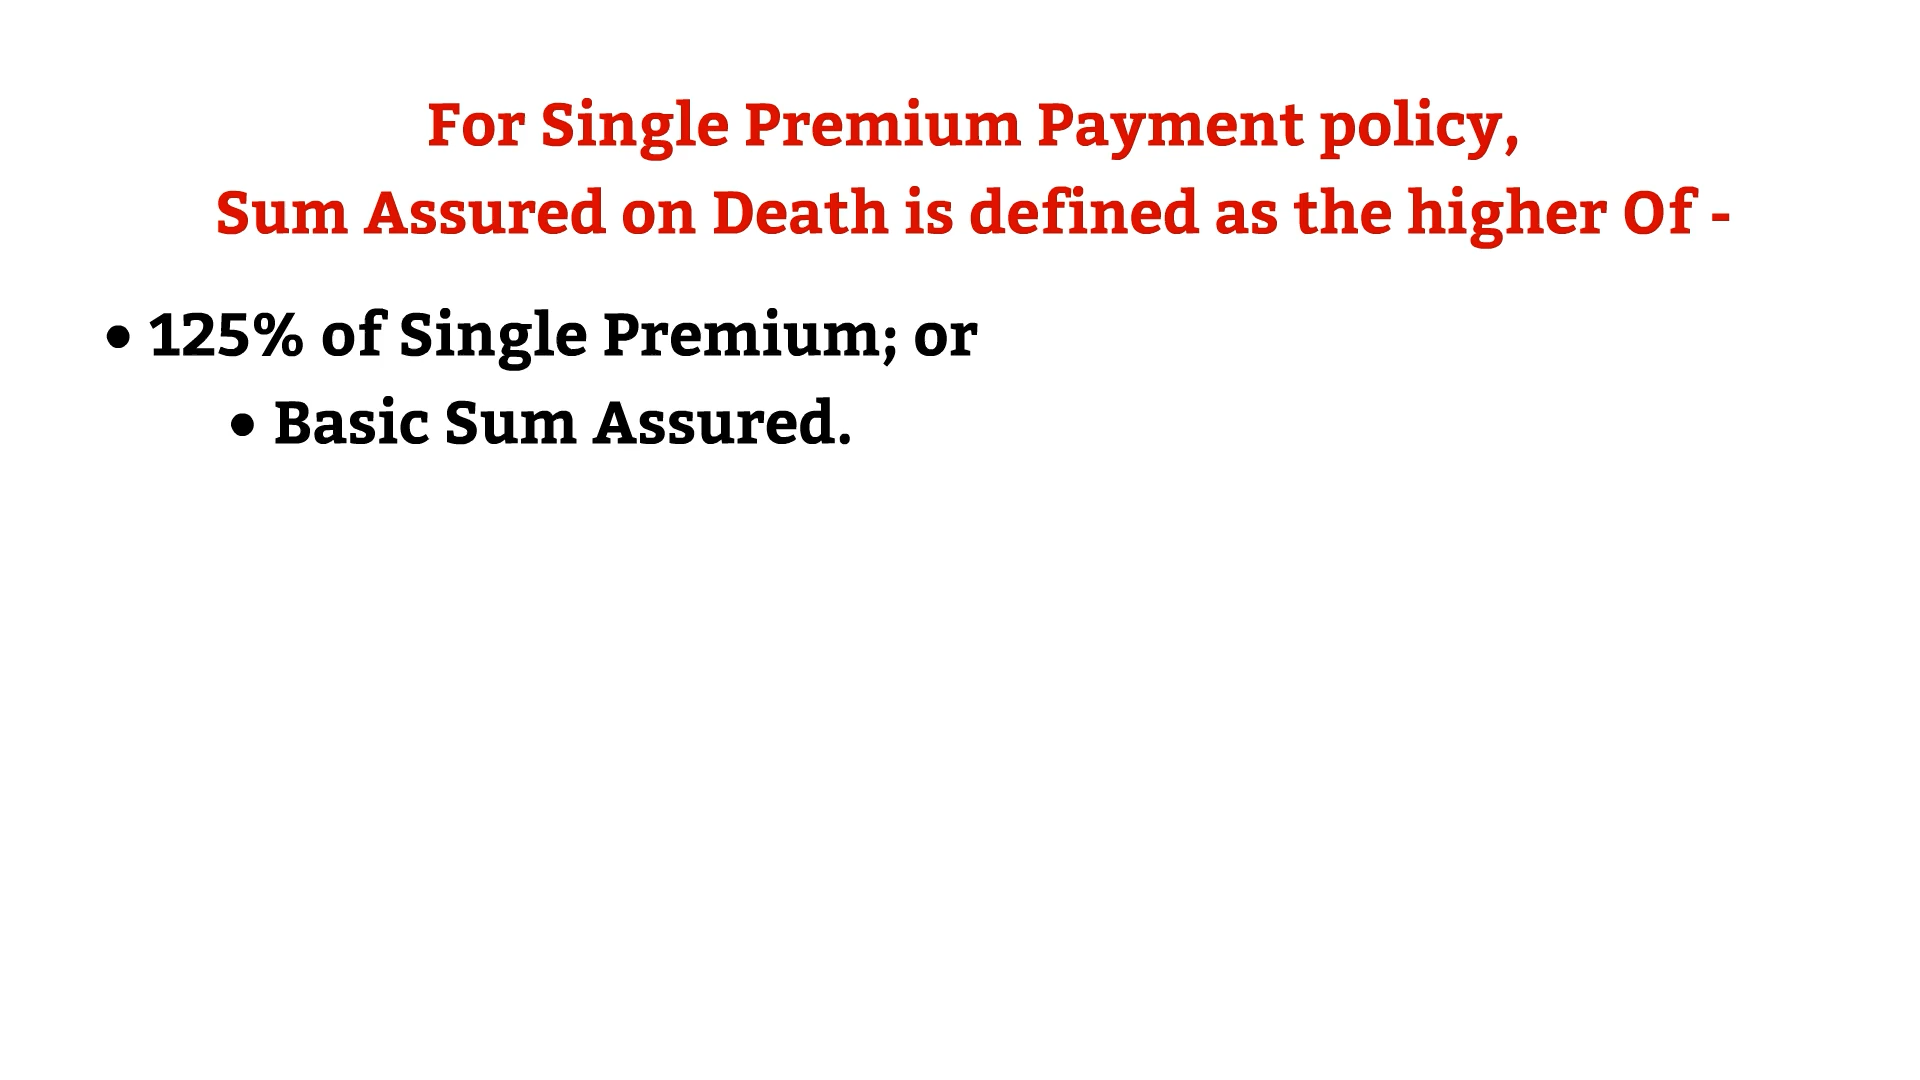 For Single Premium Payment policy,
Sum Assured on Death is defined as the higher Of -
• 125% of Single Premium; or
• Basic Sum Assured.